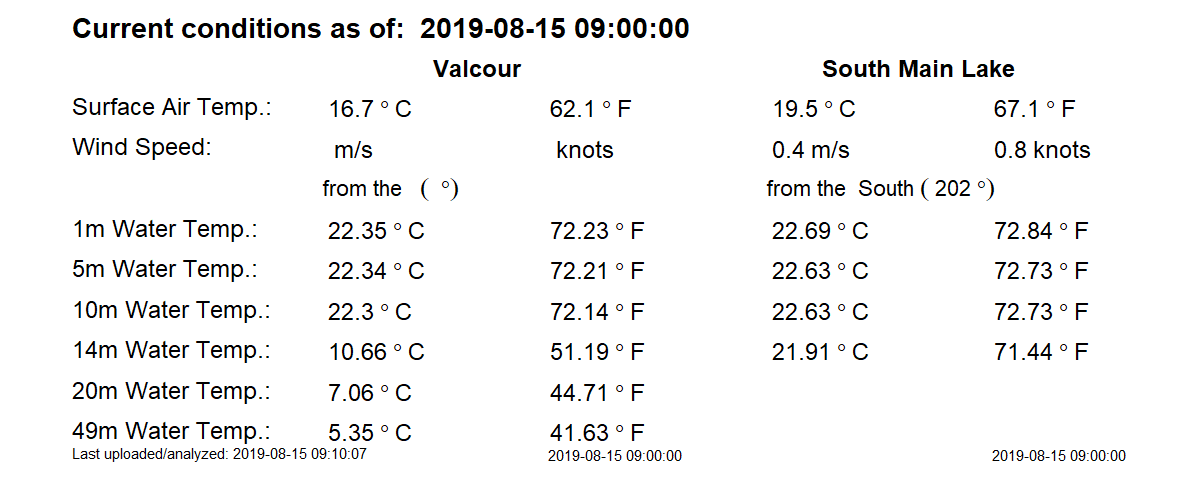 Current conditions as of: 2019-08-15 09:00:00
Valcour South Main Lake
Surface Air Temp.: 16.7 ° C 62.1 ° F 19.5 ° C 67.1 ° F
Wind Speed: m/s knots 0.4 m/s 0.8 knots
from the ( °) from the South ( 202 °)
1m Water Temp.: 22.35 ° C 72.23 ° F 22.69 ° C 72.84 ° F
5m Water Temp.: 22.34 ° C 72.21 ° F 22.63 ° C 72.73 ° F
10m Water Temp.: 22.3 ° C 72.14 ° F 22.63 ° C 72.73 ° F
14m Water Temp.: 10.66 ° C 51.19 ° F 21.91 ° C 71.44 ° F
20m Water Temp.: 7.06 ° C 44.71 ° F
49m Water Temp.: 5.35 ° C 41.63 ° F
Last uploaded/analyzed: 2019-08-15 09:10:07 2019-08-15 09:00:00 2019-08-15 09:00:00